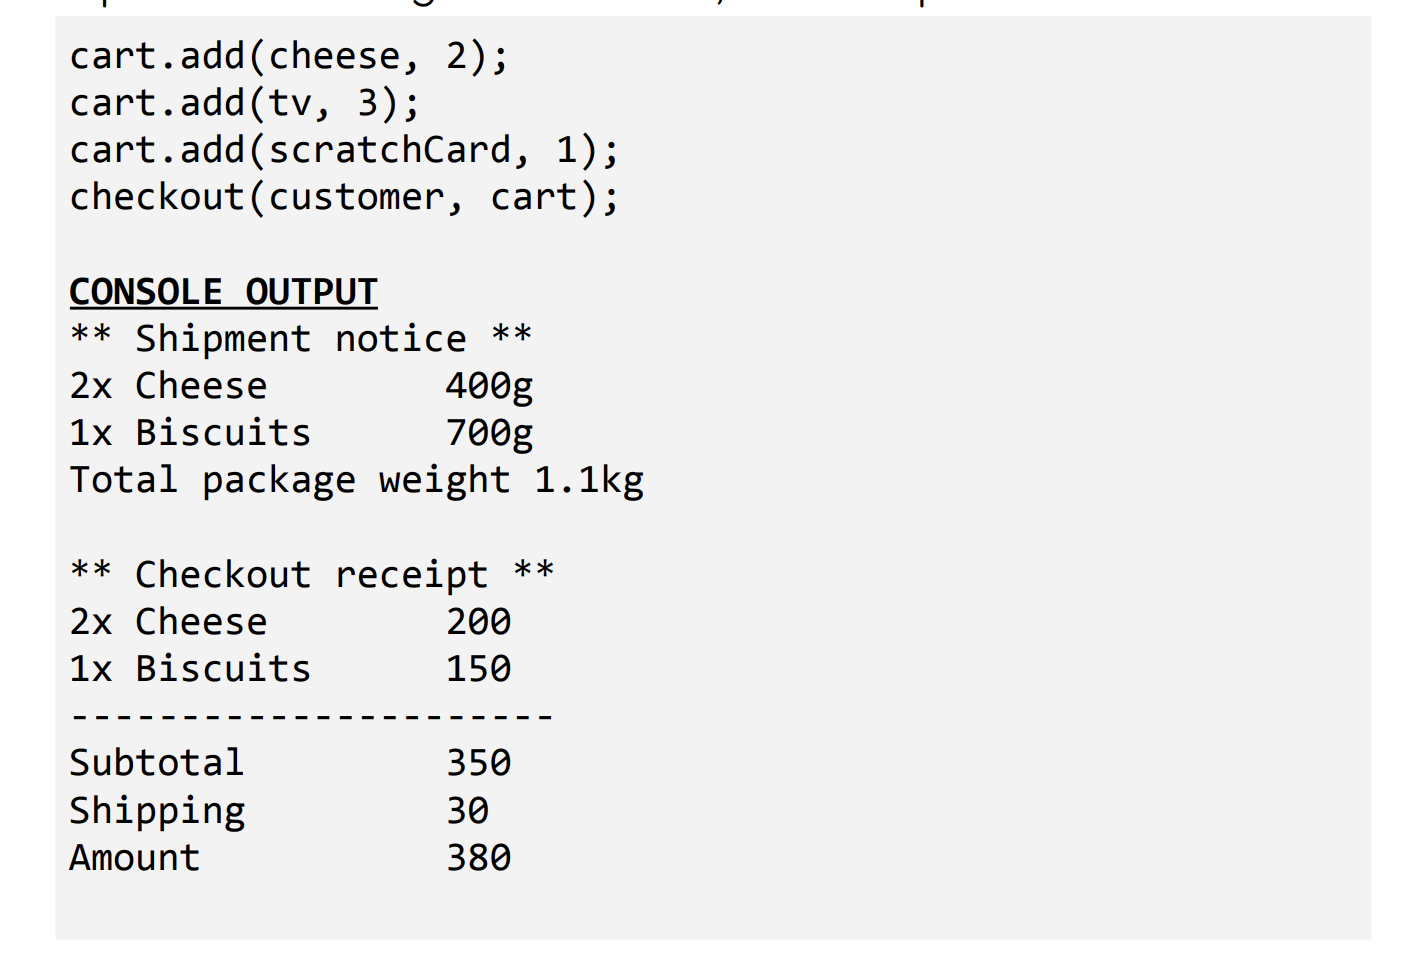 cart.add(cheese, 2);
cart.add(tv, 3);
cart.add(scratchCard, 1);
checkout(customer, cart);
CONSOLE OUTPUT
** Shipment notice **
2x Cheese        400g
1x Biscuits      700g
Total package weight 1.1kg
** Checkout receipt **
2x Cheese        200
1x Biscuits      150
----------------------
Subtotal         350
Shipping         30
Amount           380